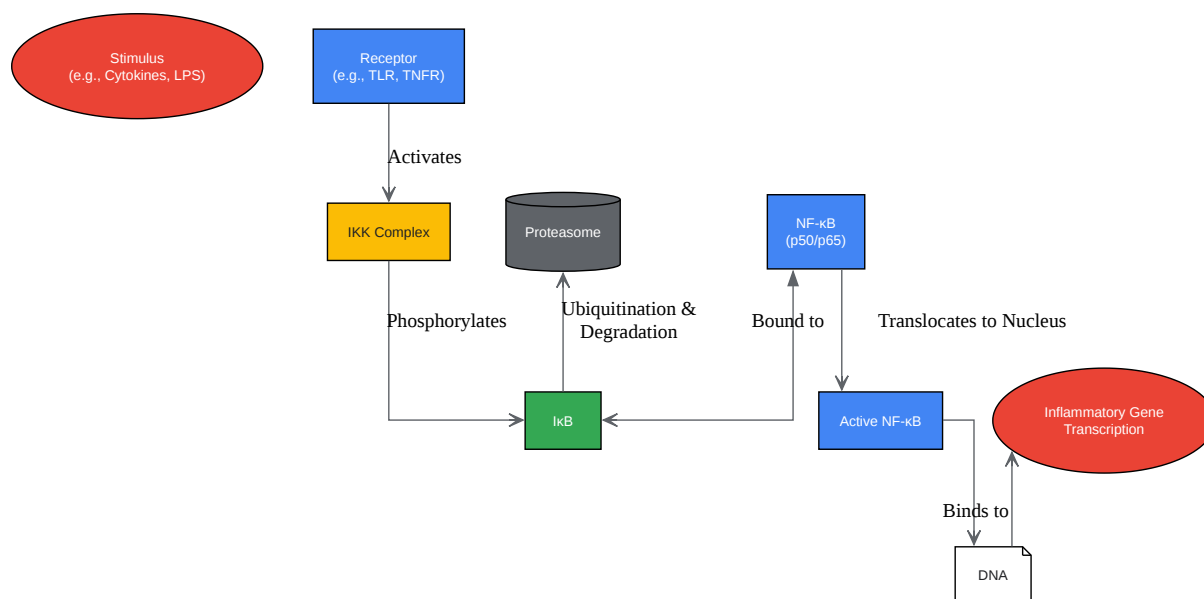 Stimulus
(e.g., Cytokines, LPS)
Receptor
(e.g., TLR, TNFR)
Activates
IKK Complex
Proteasome
NF-κB
(p50/p65)
Phosphorylates
Ubiquitination &
Degradation
Bound to
Translocates to Nucleus
IκB
Active NF-κB
Inflammatory Gene
Transcription
Binds to
DNA